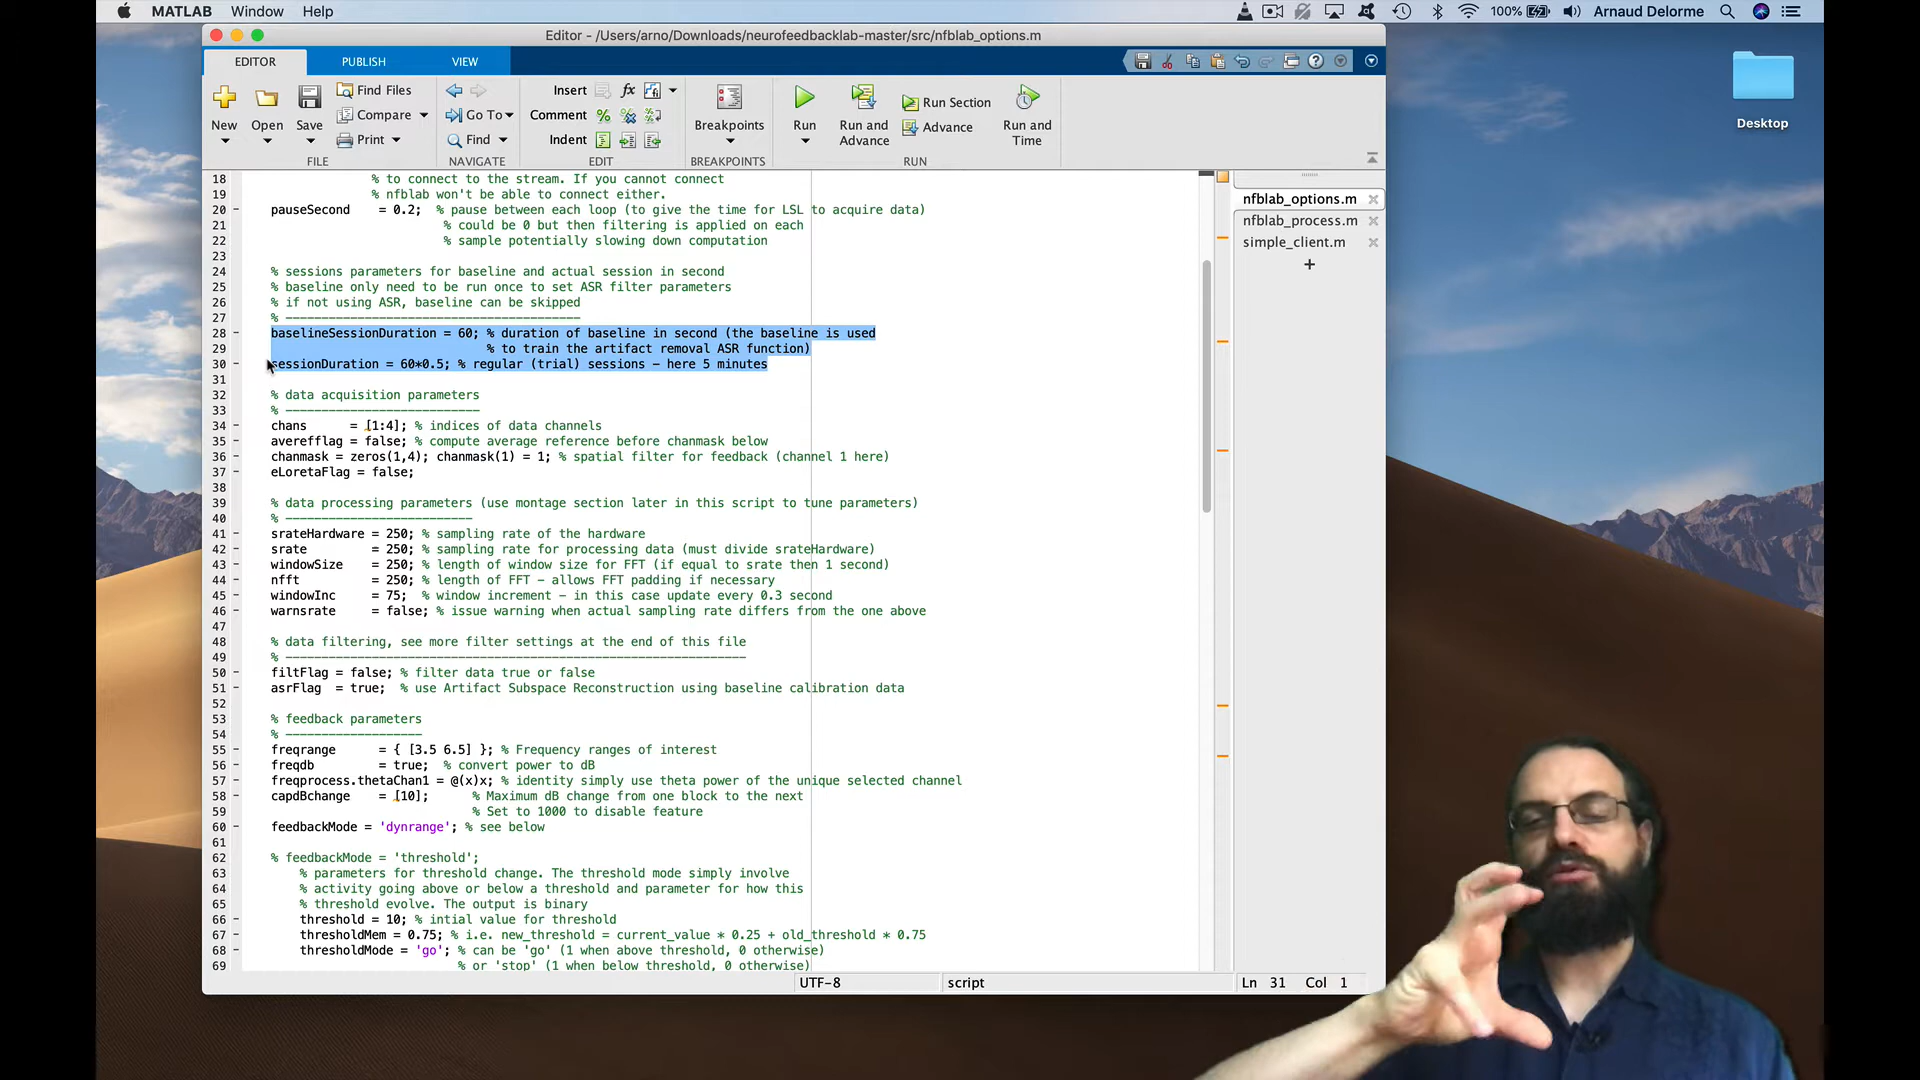 MATLAB Window Help
100% Arnaud Delorme
Editor - /Users/arno/Downloads/neurofeedbacklab-master/src/nfblab_options.m
EDITOR PUBLISH VIEW
Desktop
New Open Save
Find Files
Compare
Print
Go To
Find
Insert fx
Comment
Indent
Breakpoints
Run
Run and Advance
Run Section
Advance
Run and Time
FILE NAVIGATE EDIT BREAKPOINTS RUN
nfblab_options.m
nfblab_process.m
simple_client.m
18 % to connect to the stream. If you cannot connect
19 % nfblab won't be able to connect either.
20 - pauseSecond = 0.2; % pause between each loop (to give the time for LSL to acquire data)
21 % could be 0 but then filtering is applied on each
22 % sample potentially slowing down computation
23
24 % sessions parameters for baseline and actual session in second
25 % baseline only need to be run once to set ASR filter parameters
26 % if not using ASR, baseline can be skipped
27 % -----------------------------------------
28 - baselineSessionDuration = 60; % duration of baseline in second (the baseline is used
29 % to train the artifact removal ASR function)
30 - sessionDuration = 60*0.5; % regular (trial) sessions - here 5 minutes
31
32 % data acquisition parameters
33 % ---------------------------
34 - chans = [1:4]; % indices of data channels
35 - averefflag = false; % compute average reference before chanmask below
36 - chanmask = zeros(1,4); chanmask(1) = 1; % spatial filter for feedback (channel 1 here)
37 - eLoretaFlag = false;
38
39 % data processing parameters (use montage section later in this script to tune parameters)
40 % --------------------------
41 - srateHardware = 250; % sampling rate of the hardware
42 - srate = 250; % sampling rate for processing data (must divide srateHardware)
43 - windowSize = 250; % length of window size for FFT (if equal to srate then 1 second)
44 - nfft = 250; % length of FFT - allows FFT padding if necessary
45 - windowInc = 75; % window increment - in this case update every 0.3 second
46 - warnsrate = false; % issue warning when actual sampling rate differs from the one above
47
48 % data filtering, see more filter settings at the end of this file
49 % ----------------------------------------------------------------
50 - filtFlag = false; % filter data true or false
51 - asrFlag = true; % use Artifact Subspace Reconstruction using baseline calibration data
52
53 % feedback parameters
54 % -------------------
55 - freqrange = { [3.5 6.5] }; % Frequency ranges of interest
56 - freqdb = true; % convert power to dB
57 - freqprocess.thetaChan1 = @(x)x; % identity simply use theta power of the unique selected channel
58 - capdBchange = [10]; % Maximum dB change from one block to the next
59 % Set to 1000 to disable feature
60 - feedbackMode = 'dynrange'; % see below
61
62 % feedbackMode = 'threshold';
63 % parameters for threshold change. The threshold mode simply involve
64 % activity going above or below a threshold and parameter for how this
65 % threshold evolve. The output is binary
66 - threshold = 10; % intial value for threshold
67 - thresholdMem = 0.75; % i.e. new_threshold = current_value * 0.25 + old_threshold * 0.75
68 - thresholdMode = 'go'; % can be 'go' (1 when above threshold, 0 otherwise)
69 % or 'stop' (1 when below threshold, 0 otherwise)
UTF-8 script Ln 31 Col 1